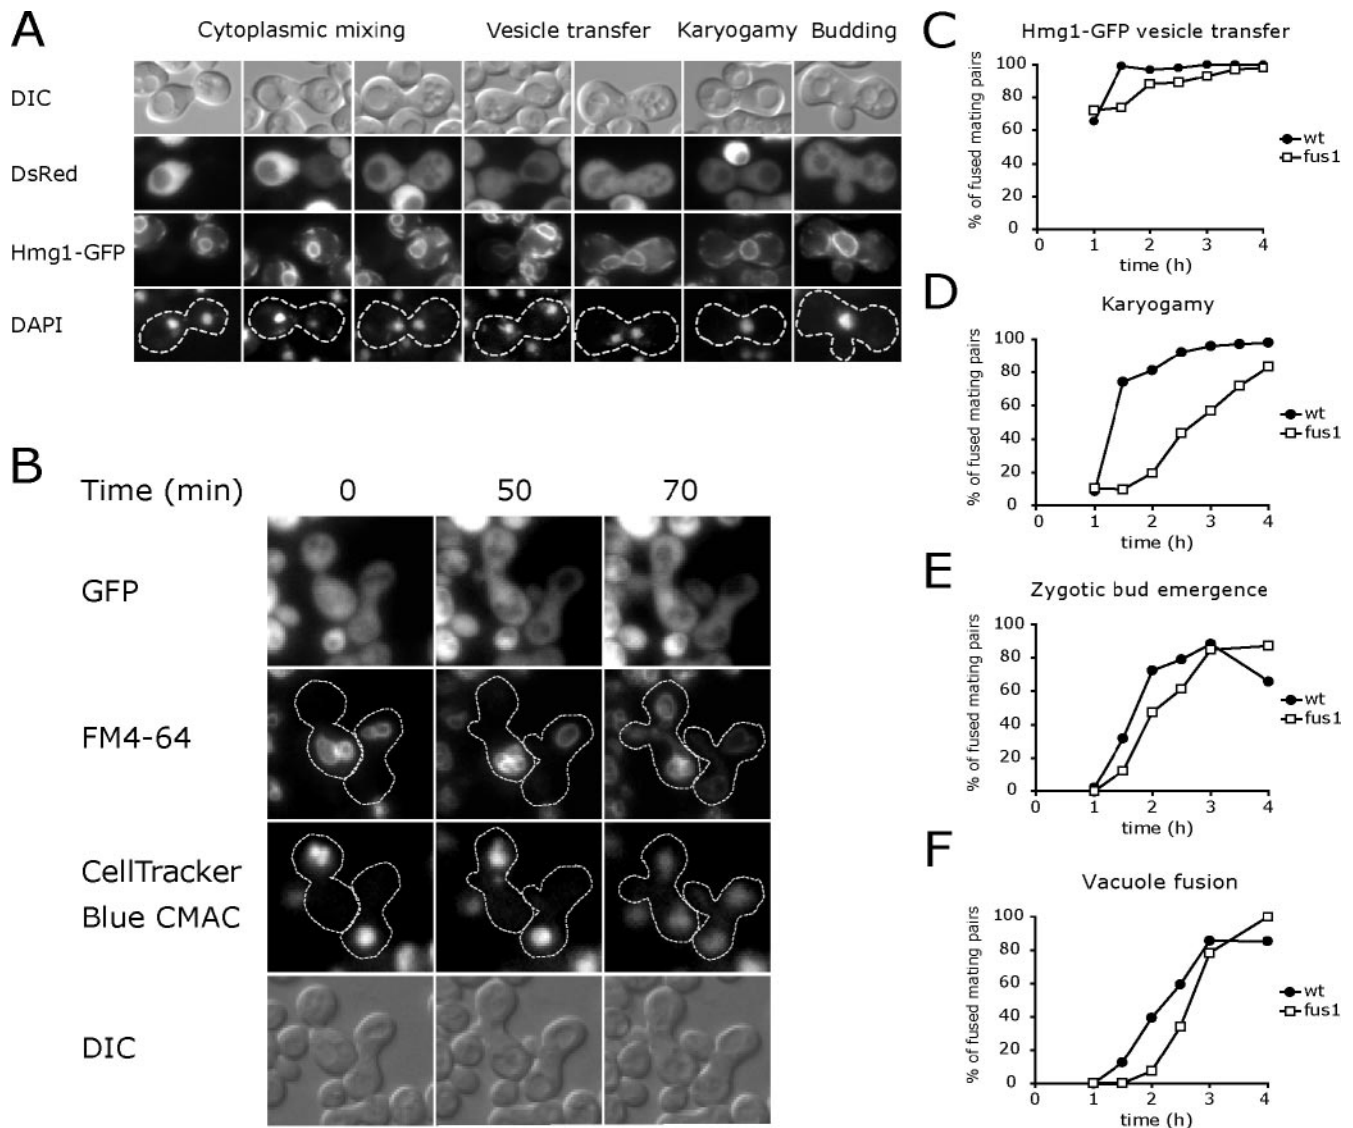 A
Cytoplasmic mixing Vesicle transfer Karyogamy Budding
DIC
DsRed
Hmg1-GFP
DAPI
B
Time (min) 0 50 70
GFP
FM4-64
CellTracker
Blue CMAC
DIC
C
Hmg1-GFP vesicle transfer
% of fused mating pairs
100
80
60
40
20
0
0 1 2 3 4
time (h)
wt
fus1
D
Karyogamy
% of fused mating pairs
100
80
60
40
20
0
0 1 2 3 4
time (h)
wt
fus1
E
Zygotic bud emergence
% of fused mating pairs
100
80
60
40
20
0
0 1 2 3 4
time (h)
wt
fus1
F
Vacuole fusion
% of fused mating pairs
100
80
60
40
20
0
0 1 2 3 4
time (h)
wt
fus1